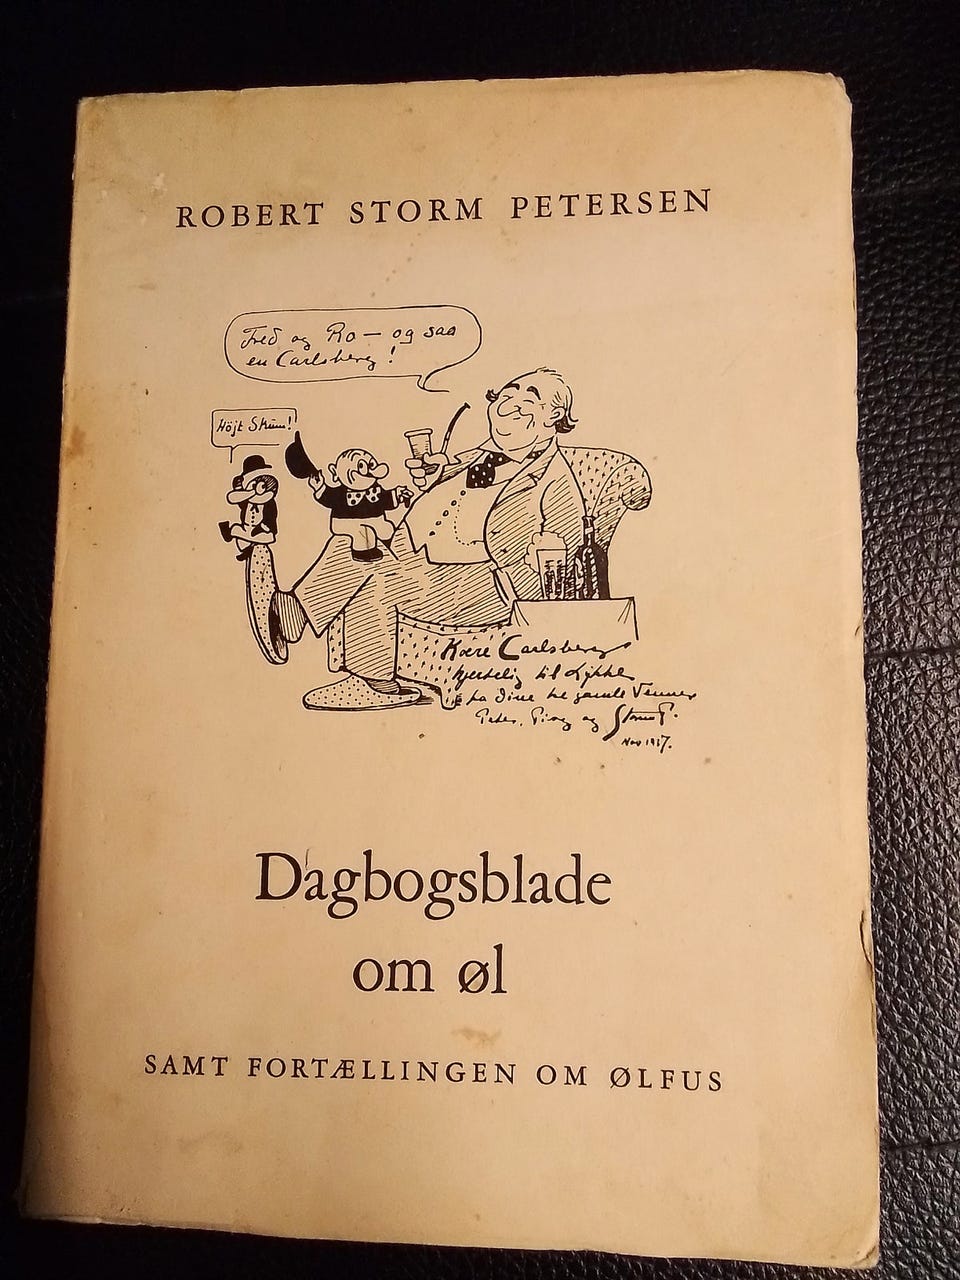 ROBERT STORM PETERSEN
Fred og Ro — og saa
en Carlsberg!
Höjt Skum!
Kære Carlsberg
hjertelig til Lykke
fra Dine tre gamle Venner
Peter, Ping og Storm P.
Nov 1917.
Dagbogsblade
om øl
SAMT FORTÆLLINGEN OM ØLFUS